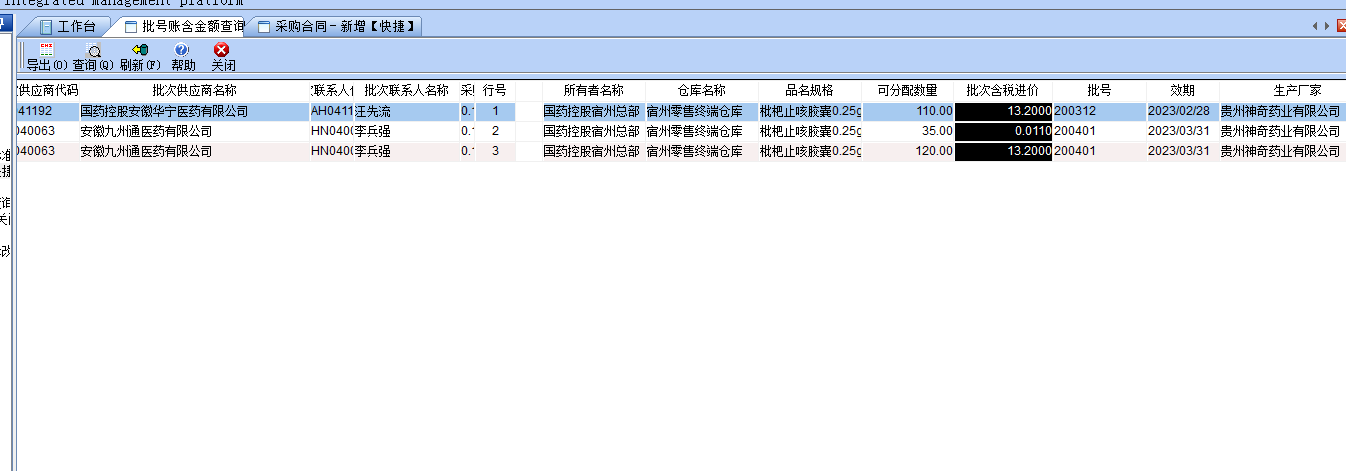 integrated management platform
工作台 批号账含金额查询 采购合同－新增【快捷】
导出(O) 查询(Q) 刷新(F) 帮助 关闭
供应商代码 批次供应商名称 联系人 批次联系人名称 采 行号 所有者名称 仓库名称 品名规格 可分配数量 批次含税进价 批号 效期 生产厂家
041192 国药控股安徽华宁医药有限公司 AH0411 汪先流 0.1 1 国药控股宿州总部 宿州零售终端仓库 枇杷止咳胶囊0.25g 110.00 13.2000 200312 2023/02/28 贵州神奇药业有限公司
040063 安徽九州通医药有限公司 HN040 李兵强 0.1 2 国药控股宿州总部 宿州零售终端仓库 枇杷止咳胶囊0.25g 35.00 0.0110 200401 2023/03/31 贵州神奇药业有限公司
040063 安徽九州通医药有限公司 HN040 李兵强 0.1 3 国药控股宿州总部 宿州零售终端仓库 枇杷止咳胶囊0.25g 120.00 13.2000 200401 2023/03/31 贵州神奇药业有限公司
捷
询
改